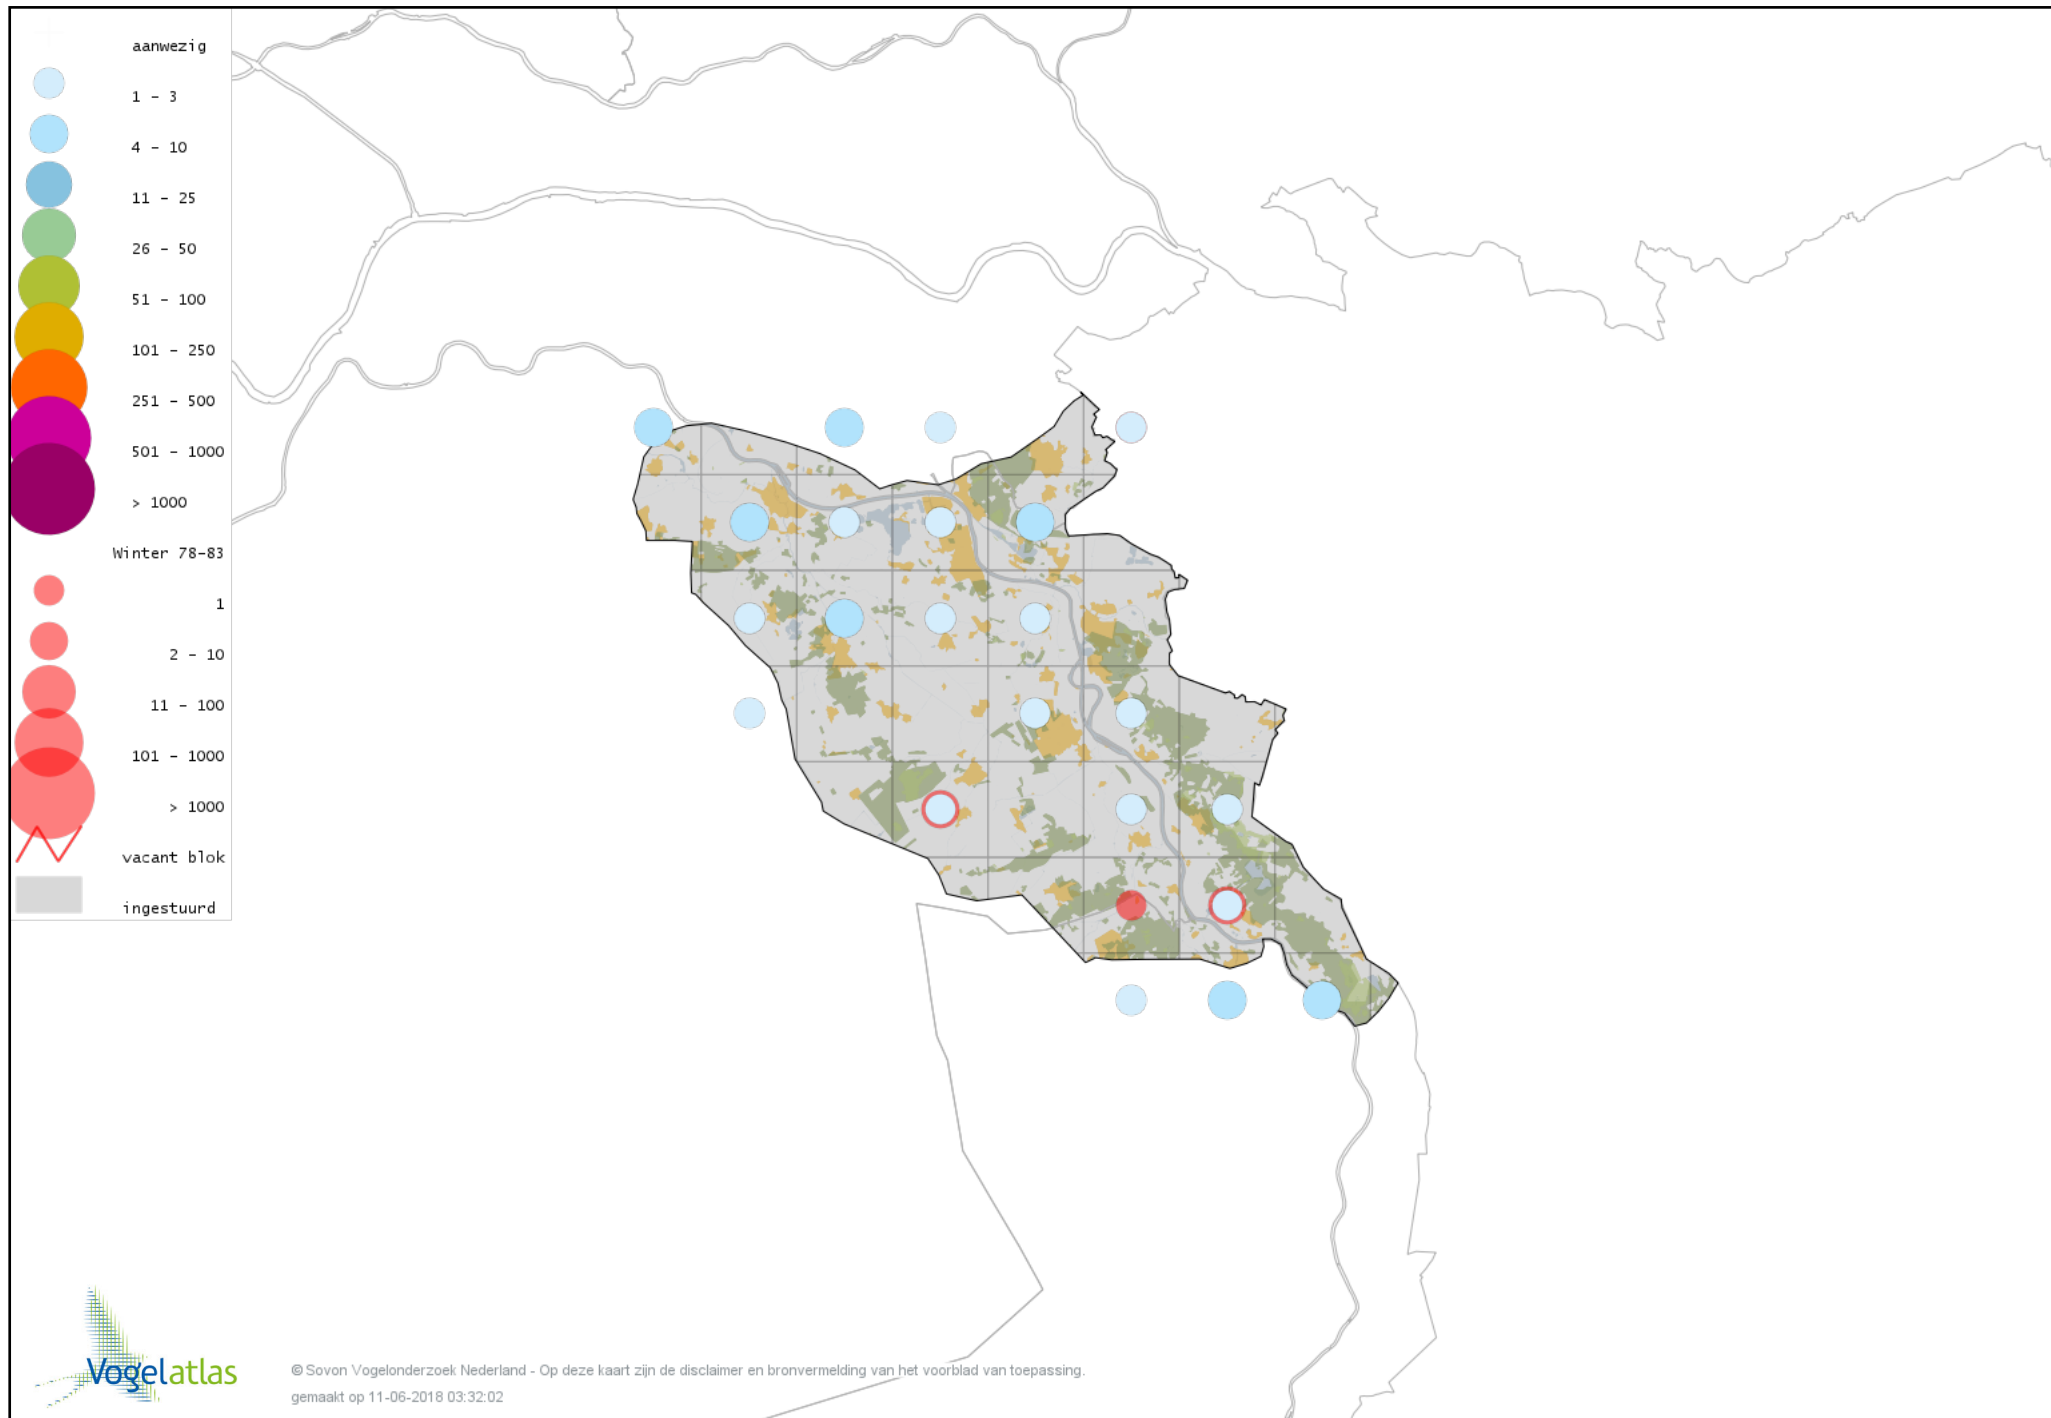 aanwezig
1 – 3
4 – 10
11 – 25
26 – 50
51 – 100
101 – 250
251 – 500
501 – 1000
> 1000
Winter 78-83
1
2 – 10
11 – 100
101 – 1000
> 1000
vacant blok
ingestuurd
Vogelatlas
© Sovon Vogelonderzoek Nederland - Op deze kaart zijn de disclaimer en bronvermelding van het voorblad van toepassing.
gemaakt op 11-06-2018 03:32:02